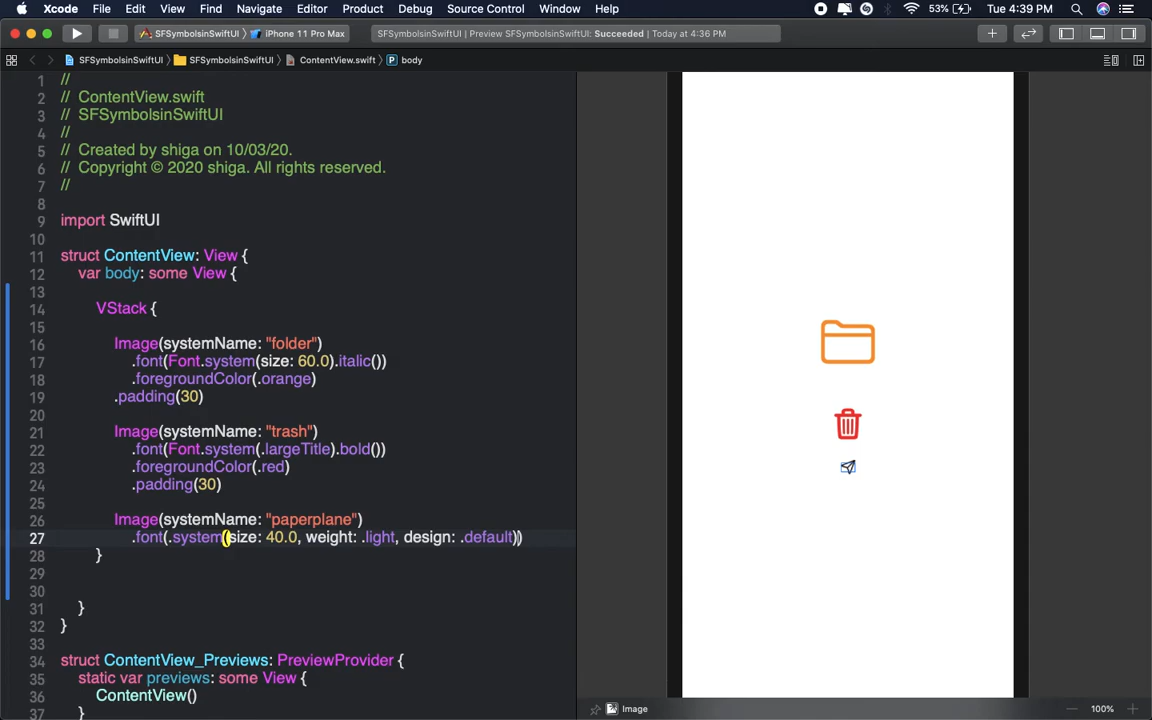 Xcode File Edit View Find Navigate Editor Product Debug Source Control Window Help 53% Tue 4:39 PM
SFSymbolsinSwiftUI iPhone 11 Pro Max SFSymbolsinSwiftUI | Preview SFSymbolsinSwiftUI: Succeeded | Today at 4:36 PM
SFSymbolsinSwiftUI SFSymbolsinSwiftUI ContentView.swift P body
1 //
2 // ContentView.swift
3 // SFSymbolsinSwiftUI
4 //
5 // Created by shiga on 10/03/20.
6 // Copyright © 2020 shiga. All rights reserved.
7 //
8
9 import SwiftUI
10
11 struct ContentView: View {
12 var body: some View {
13
14 VStack {
15
16 Image(systemName: "folder")
17 .font(Font.system(size: 60.0).italic())
18 .foregroundColor(.orange)
19 .padding(30)
20
21 Image(systemName: "trash")
22 .font(Font.system(.largeTitle).bold())
23 .foregroundColor(.red)
24 .padding(30)
25
26 Image(systemName: "paperplane")
27 .font(.system(size: 40.0, weight: .light, design: .default))
28 }
29
30
31 }
32 }
33
34 struct ContentView_Previews: PreviewProvider {
35 static var previews: some View {
36 ContentView()
37 }
Image 100%